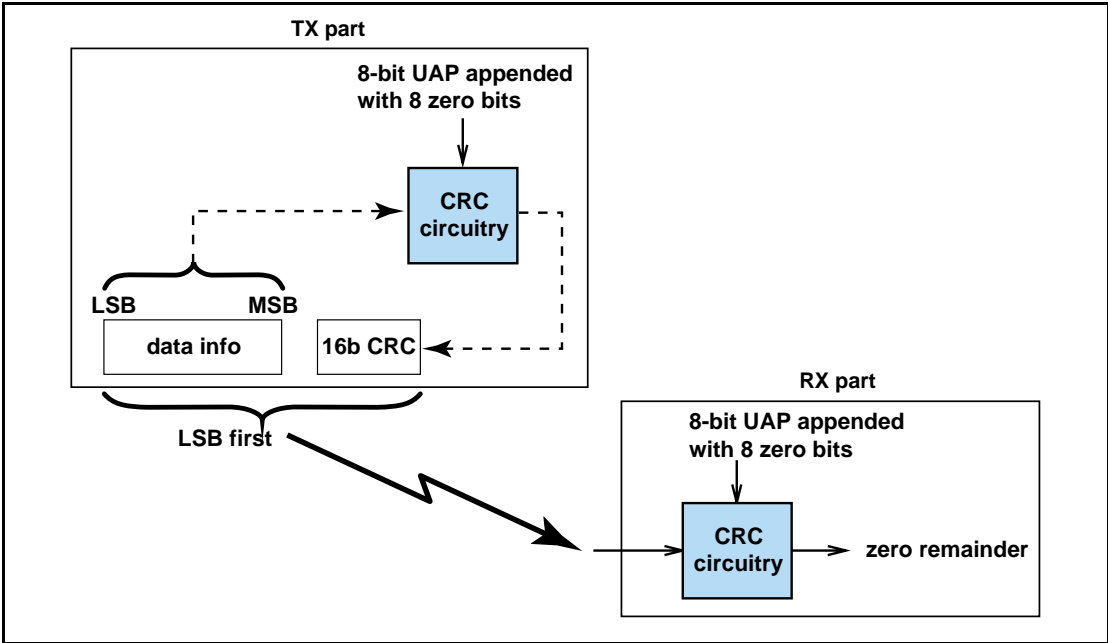 TX part
8-bit UAP appended
with 8 zero bits
CRC
circuitry
LSB
MSB
data info
16b CRC
LSB first
RX part
8-bit UAP appended
with 8 zero bits
CRC
circuitry
zero remainder